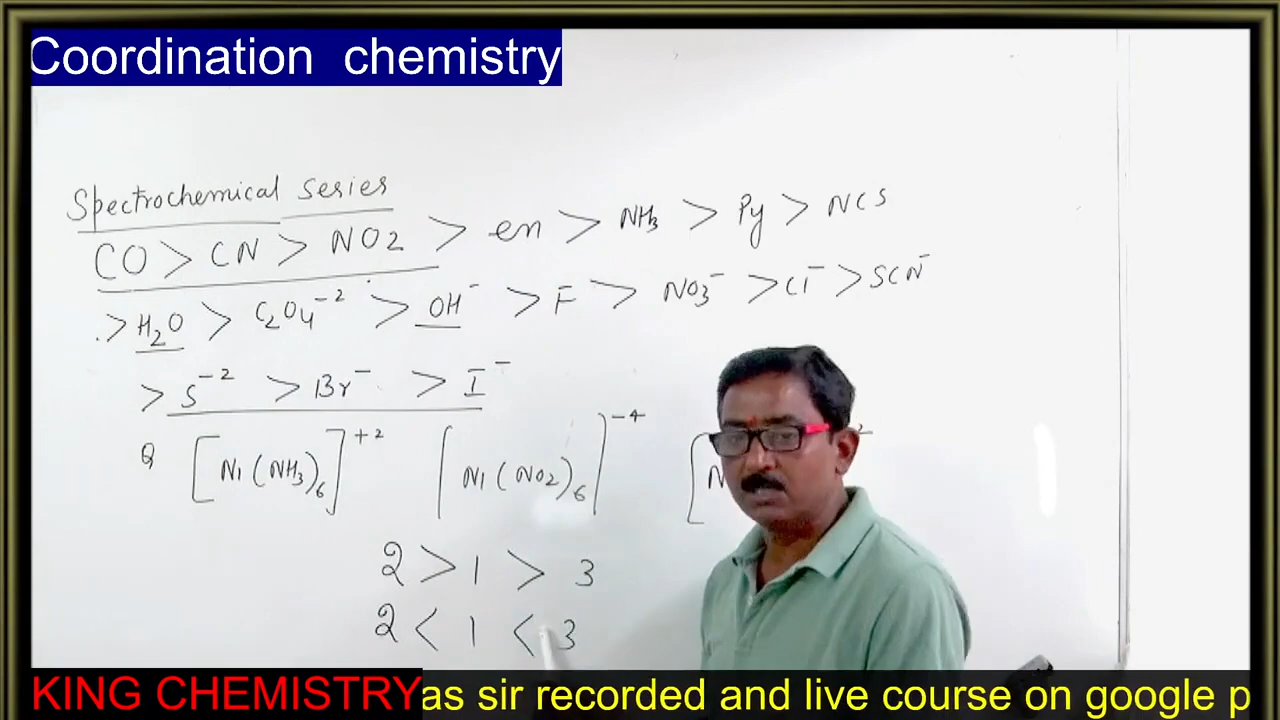 Coordination chemistry
Spectrochemical series
CO > CN > NO2 > en > NH3 > Py > NCS
> H2O > C2O4^-2 > OH^- > F > NO3^- > Cl^- > SCN^-
> S^-2 > Br^- > I^-
Q [Ni(NH3)6]^+2 [Ni(NO2)6]^-4 [N
2 > 1 > 3
2 < 1 < 3
KING CHEMISTRY as sir recorded and live course on google p